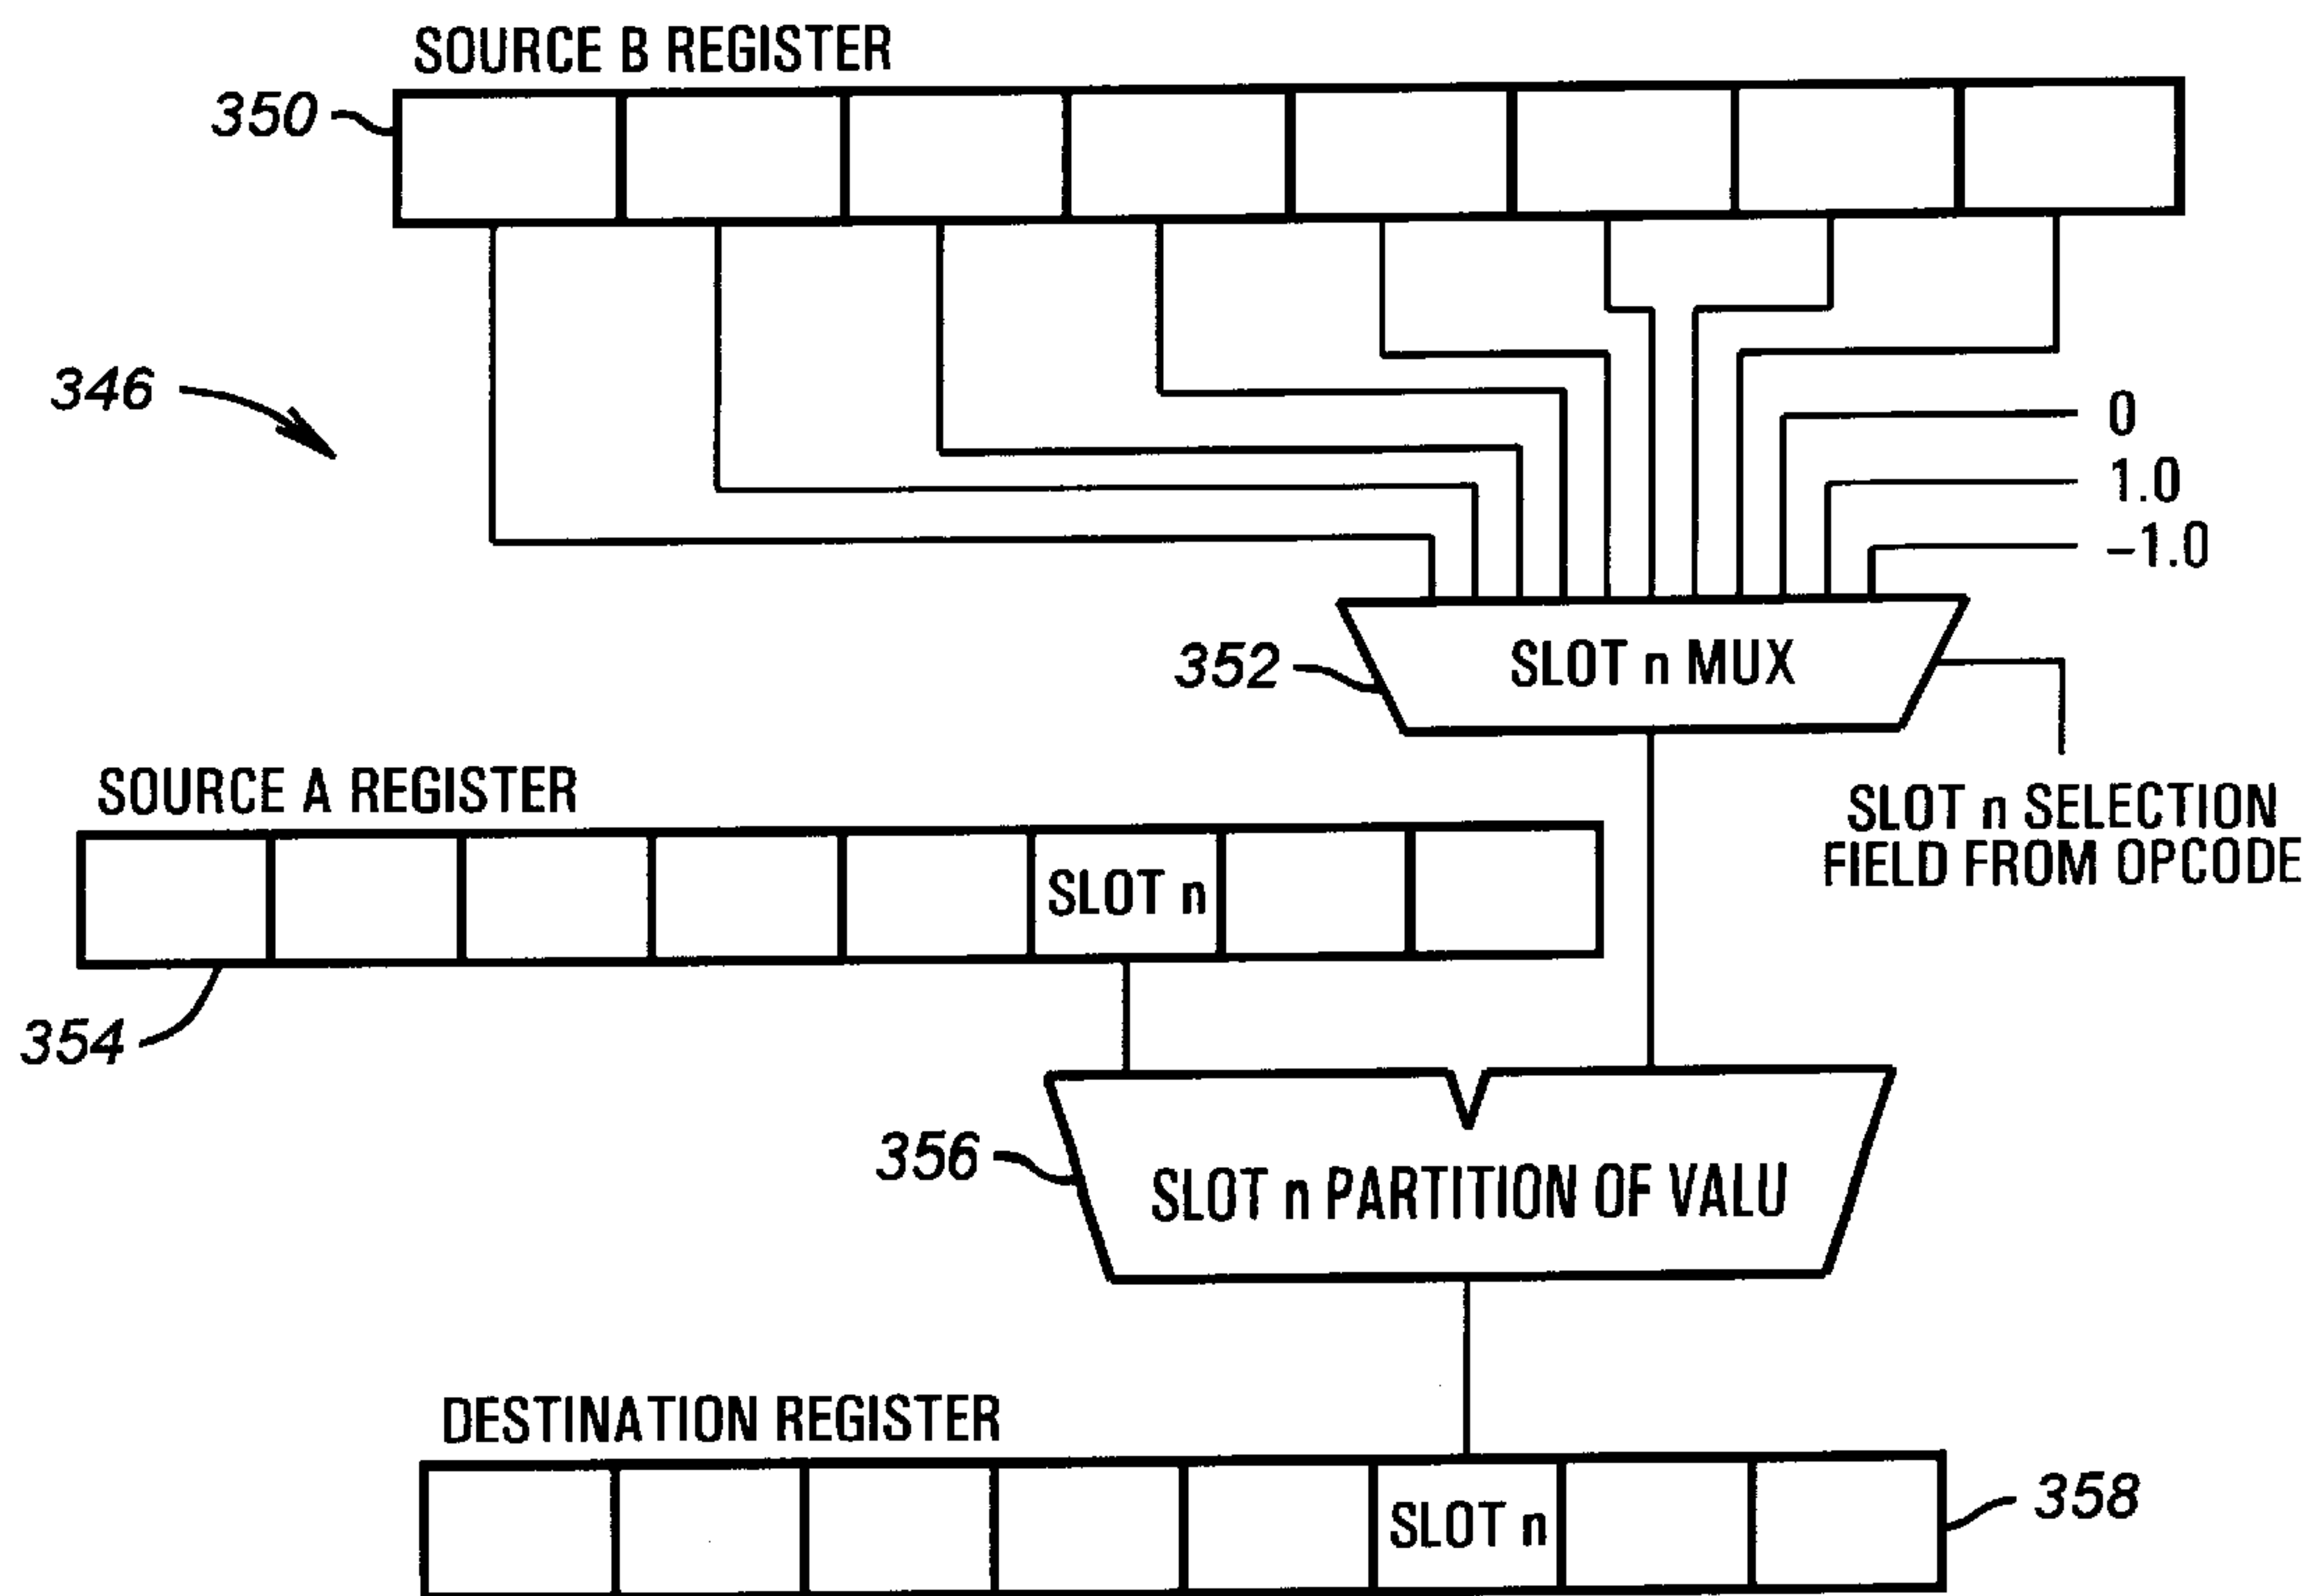 SOURCE B REGISTER
350
346
0
1.0
–1.0
352
SLOT n MUX
SOURCE A REGISTER
SLOT n SELECTION
FIELD FROM OPCODE
SLOT n
354
356
SLOT n PARTITION OF VALU
DESTINATION REGISTER
SLOT n
358